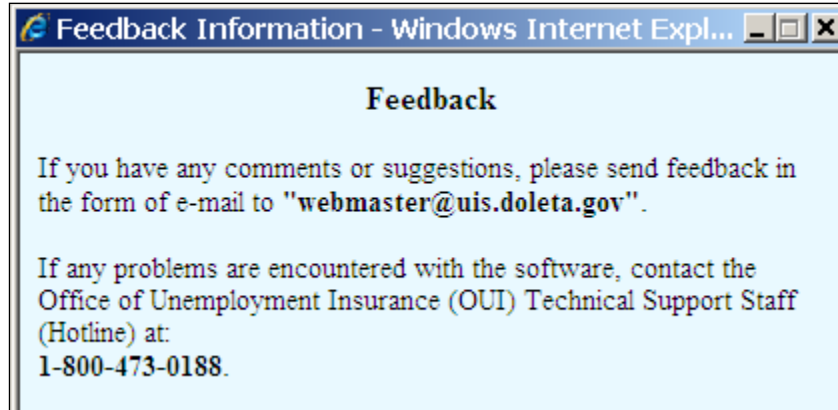 Feedback Information - Windows Internet Expl...
Feedback
If you have any comments or suggestions, please send feedback in
the form of e-mail to "webmaster@uis.doleta.gov".
If any problems are encountered with the software, contact the
Office of Unemployment Insurance (OUI) Technical Support Staff
(Hotline) at:
1-800-473-0188.